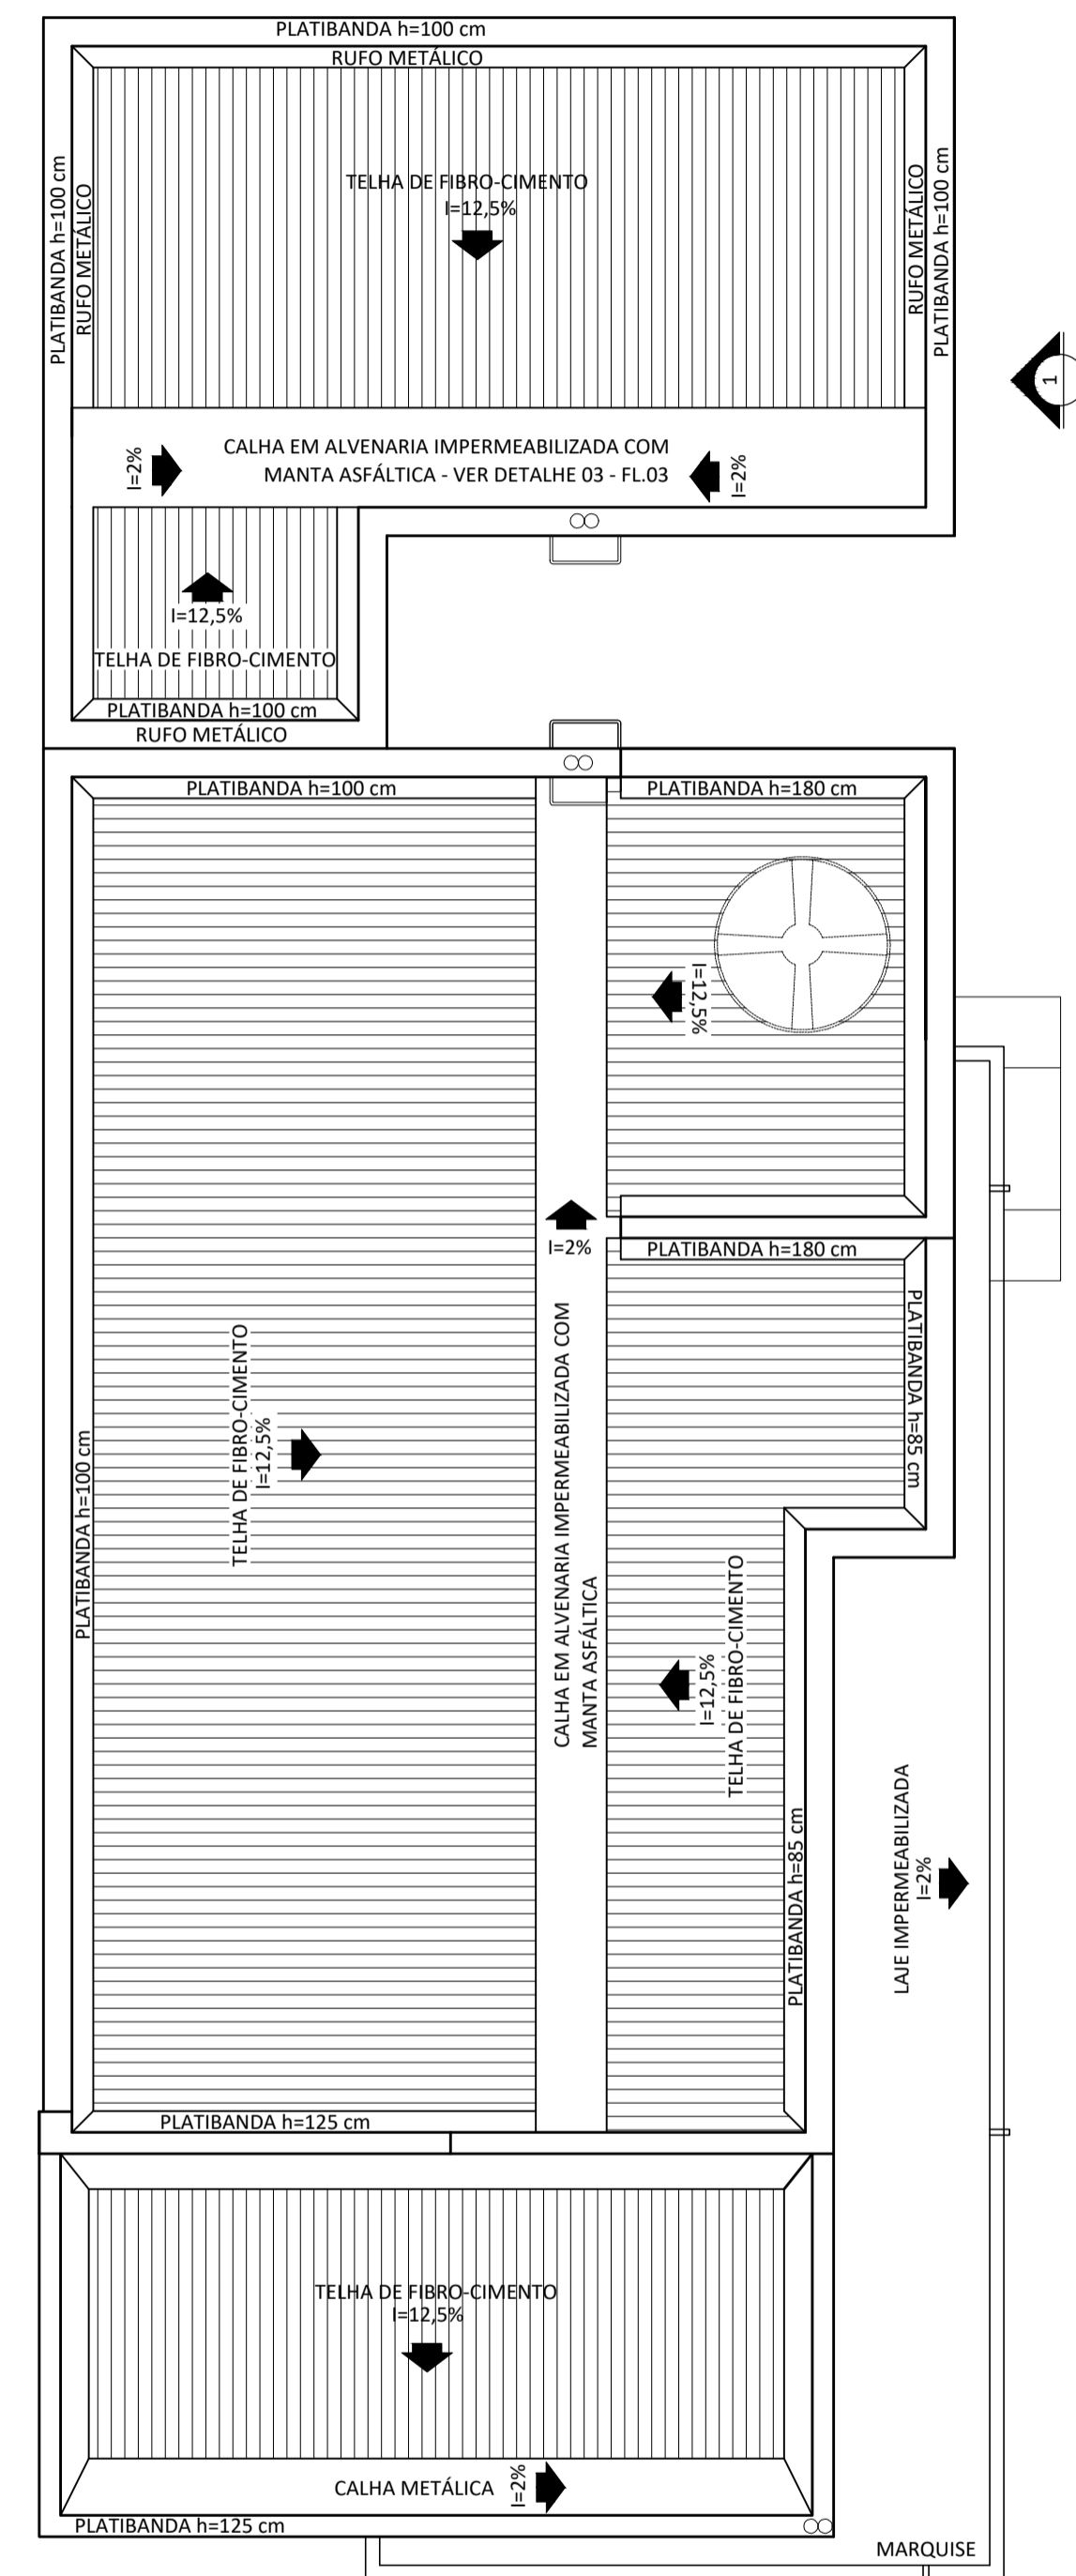 PLATIBANDA h=100 cm
RUFO METÁLICO
PLATIBANDA h=100 cm
RUFO METÁLICO
TELHA DE FIBRO-CIMENTO
I=12,5%
RUFO METÁLICO
PLATIBANDA h=100 cm
1
I=2%
CALHA EM ALVENARIA IMPERMEABILIZADA COM
MANTA ASFÁLTICA - VER DETALHE 03 - FL.03
I=2%
I=12,5%
TELHA DE FIBRO-CIMENTO
PLATIBANDA h=100 cm
RUFO METÁLICO
PLATIBANDA h=100 cm
PLATIBANDA h=180 cm
I=12,5%
I=2%
PLATIBANDA h=180 cm
PLATIBANDA h=85 cm
CALHA EM ALVENARIA IMPERMEABILIZADA COM
MANTA ASFÁLTICA
TELHA DE FIBRO-CIMENTO
I=12,5%
PLATIBANDA h=100 cm
I=12,5%
TELHA DE FIBRO-CIMENTO
PLATIBANDA h=85 cm
LAJE IMPERMEABILIZADA
I=2%
PLATIBANDA h=125 cm
TELHA DE FIBRO-CIMENTO
I=12,5%
CALHA METÁLICA
I=2%
PLATIBANDA h=125 cm
MARQUISE